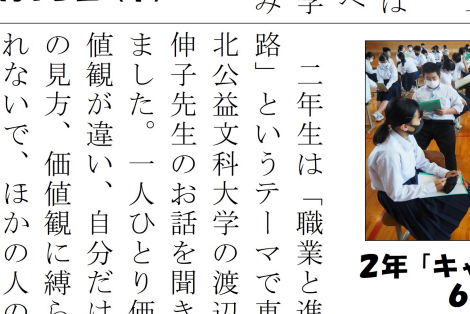 は
へ
学
み
2年「キャ
6
二年生は「職業と進
路」というテーマで東
北公益文科大学の渡辺
伸子先生のお話を聞き
ました。一人ひとり価
値観が違い、自分だけ
の見方、価値観に縛ら
れないで、ほかの人の